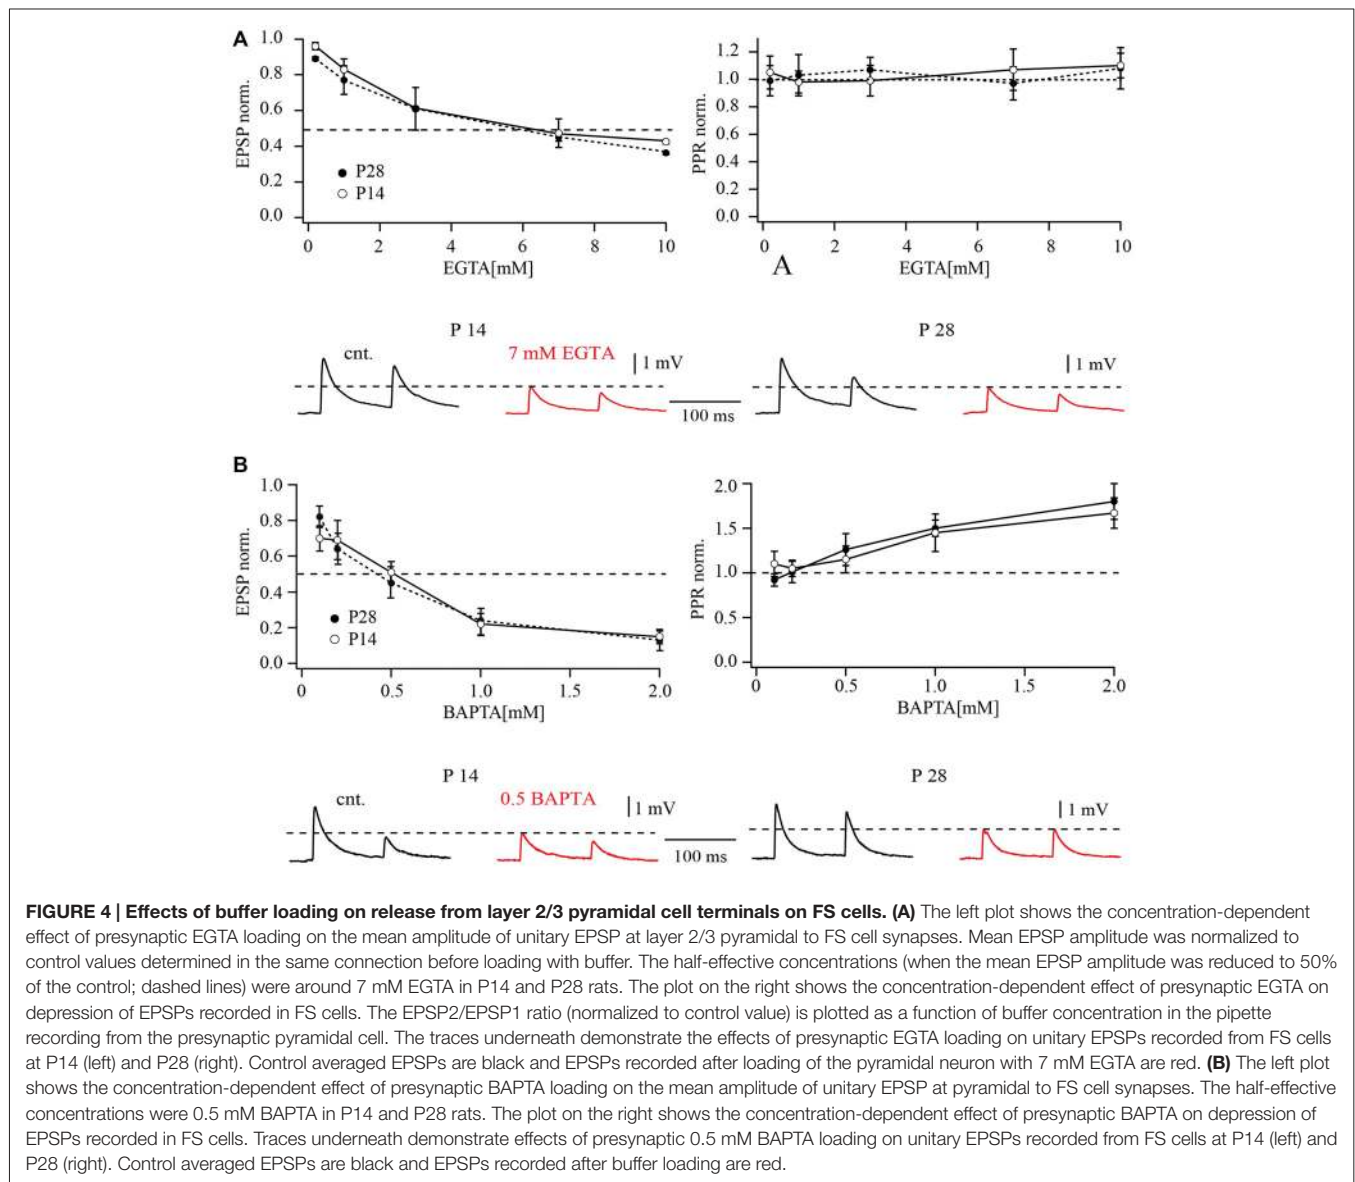 A
1.0
0.8
0.6
0.4
0.2
0.0
EPSP norm.
P28
P14
0 2 4 6 8 10
EGTA[mM]
1.2
1.0
0.8
0.6
0.4
0.2
0.0
PPR norm.
0 2 4 6 8 10
EGTA[mM]
A
P 14
P 28
cnt.
7 mM EGTA
1 mV
1 mV
100 ms
B
1.0
0.8
0.6
0.4
0.2
0.0
EPSP norm.
P28
P14
0 0.5 1.0 1.5 2.0
BAPTA[mM]
2.0
1.5
1.0
0.5
0.0
PPR norm.
0 0.5 1.0 1.5 2.0
BAPTA[mM]
P 14
P 28
cnt.
0.5 BAPTA
1 mV
1 mV
100 ms
FIGURE 4 | Effects of buffer loading on release from layer 2/3 pyramidal cell terminals on FS cells. (A) The left plot shows the concentration-dependent
effect of presynaptic EGTA loading on the mean amplitude of unitary EPSP at layer 2/3 pyramidal to FS cell synapses. Mean EPSP amplitude was normalized to
control values determined in the same connection before loading with buffer. The half-effective concentrations (when the mean EPSP amplitude was reduced to 50%
of the control; dashed lines) were around 7 mM EGTA in P14 and P28 rats. The plot on the right shows the concentration-dependent effect of presynaptic EGTA on
depression of EPSPs recorded in FS cells. The EPSP2/EPSP1 ratio (normalized to control value) is plotted as a function of buffer concentration in the pipette
recording from the presynaptic pyramidal cell. The traces underneath demonstrate the effects of presynaptic EGTA loading on unitary EPSPs recorded from FS cells
at P14 (left) and P28 (right). Control averaged EPSPs are black and EPSPs recorded after loading of the pyramidal neuron with 7 mM EGTA are red. (B) The left plot
shows the concentration-dependent effect of presynaptic BAPTA loading on the mean amplitude of unitary EPSP at pyramidal to FS cell synapses. The half-effective
concentrations were 0.5 mM BAPTA in P14 and P28 rats. The plot on the right shows the concentration-dependent effect of presynaptic BAPTA on depression of
EPSPs recorded in FS cells. Traces underneath demonstrate effects of presynaptic 0.5 mM BAPTA loading on unitary EPSPs recorded from FS cells at P14 (left) and
P28 (right). Control averaged EPSPs are black and EPSPs recorded after buffer loading are red.